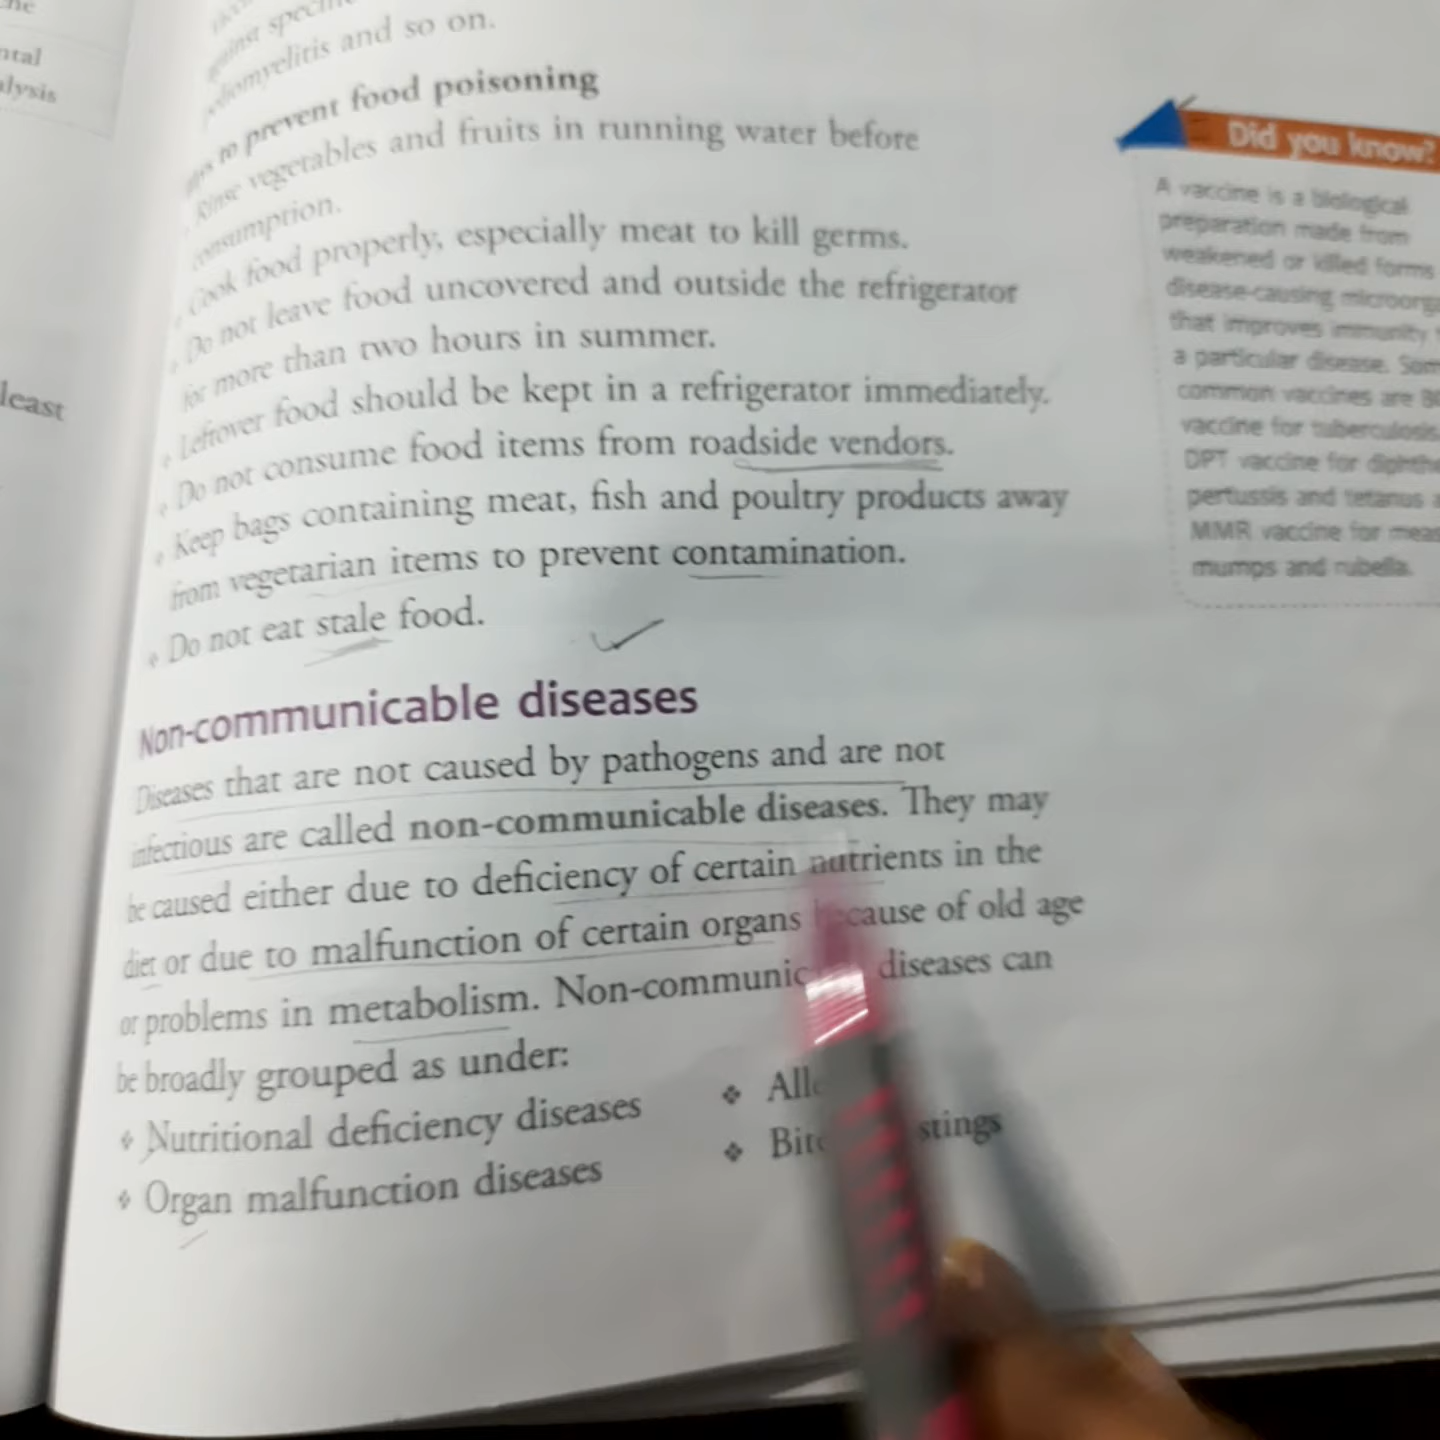 ntal
alysis
least
against
poliomyelitis and so on.
to prevent food poisoning
Rinse vegetables and fruits in running water before
consumption.
Cook food properly, especially meat to kill germs.
Do not leave food uncovered and outside the refrigerator
for more than two hours in summer.
Leftover food should be kept in a refrigerator immediately.
Do not consume food items from roadside vendors.
Keep bags containing meat, fish and poultry products away
from vegetarian items to prevent contamination.
Do not eat stale food.
Non-communicable diseases
Diseases that are not caused by pathogens and are not
infectious are called non-communicable diseases. They may
be caused either due to deficiency of certain nutrients in the
diet or due to malfunction of certain organs because of old age
or problems in metabolism. Non-communic diseases can
be broadly grouped as under:
Nutritional deficiency diseases
Organ malfunction diseases
All
Bite stings
Did you know?
A vaccine is a biological
preparation made from
weakened or killed forms
disease-causing microorga
that improves immunity
a particular disease. Som
common vaccines are B
vaccine for tuberculosis
DPT vaccine for diphthe
pertussis and tetanus a
MMR vaccine for meas
mumps and rubella.